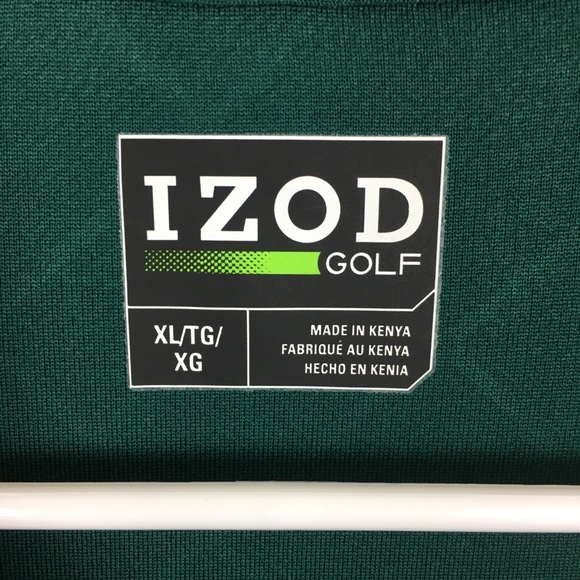 IZOD
GOLF
XL/TG/
XG
MADE IN KENYA
FABRIQUÉ AU KENYA
HECHO EN KENIA